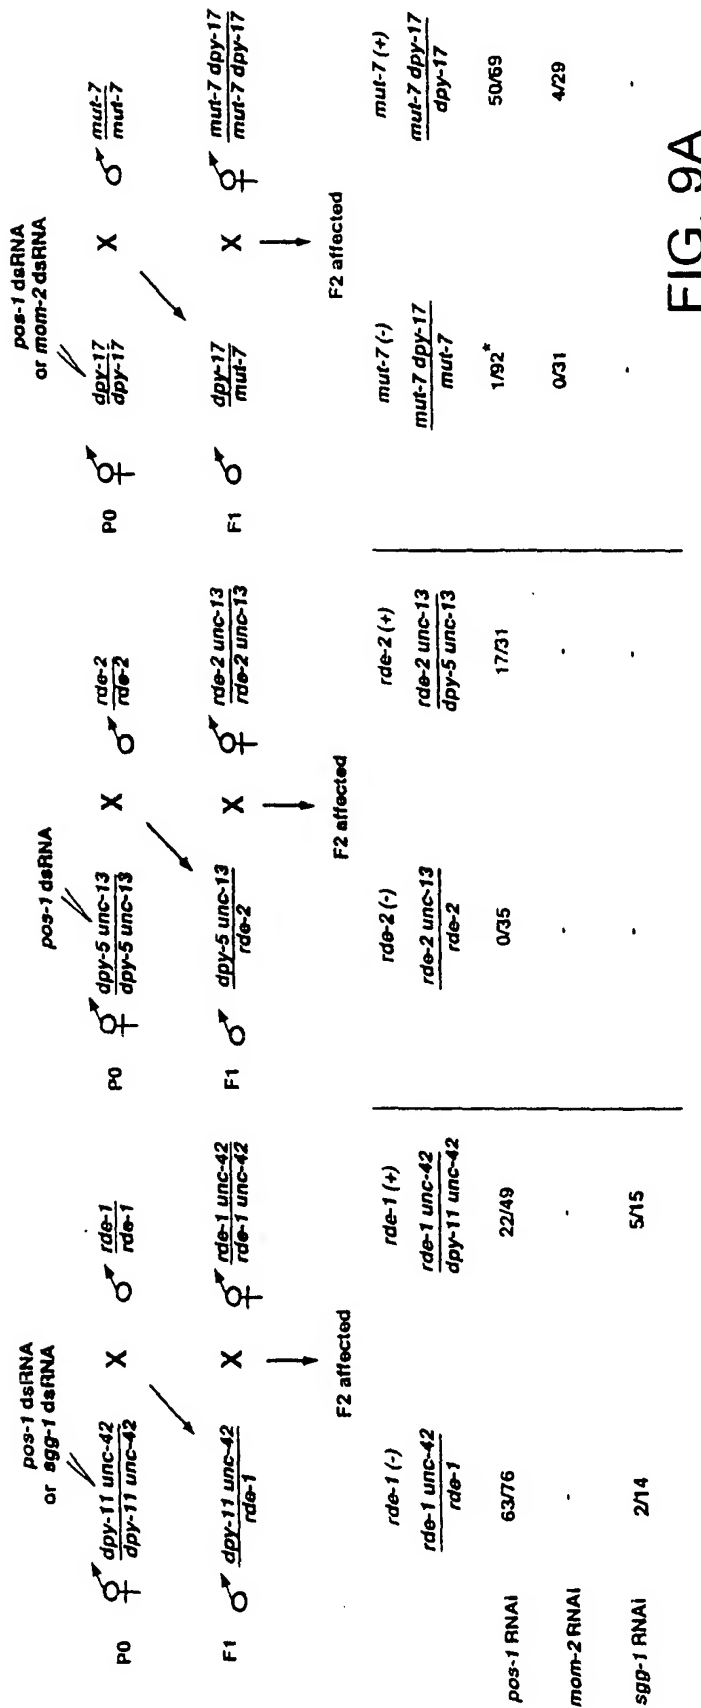 pos-1 dsRNA
or sgg-1 dsRNA
P0 dpy-11 unc-42 X rde-1
dpy-11 unc-42 rde-1
F1 dpy-11 unc-42 X rde-1 unc-42
rde-1 rde-1 unc-42
F2 affected
pos-1 dsRNA
P0 dpy-5 unc-13 X rde-2
dpy-5 unc-13 rde-2
F1 dpy-5 unc-13 X rde-2 unc-13
rde-2 rde-2 unc-13
F2 affected
pos-1 dsRNA
or mom-2 dsRNA
P0 dpy-17 X mut-7
dpy-17 mut-7
F1 dpy-17 X mut-7 dpy-17
mut-7 mut-7 dpy-17
F2 affected
rde-1 (-) rde-1 (+) rde-2 (-) rde-2 (+) mut-7 (-) mut-7 (+)
rde-1 unc-42 rde-1 unc-42 rde-2 unc-13 rde-2 unc-13 mut-7 dpy-17 mut-7 dpy-17
rde-1 dpy-11 unc-42 rde-2 dpy-5 unc-13 mut-7 dpy-17
pos-1 RNAi 63/76 22/49 0/35 17/31 1/92* 50/69
mom-2 RNAi - - - - 0/31 4/29
sgg-1 RNAi 2/14 5/15 - - - -
FIG. 9A